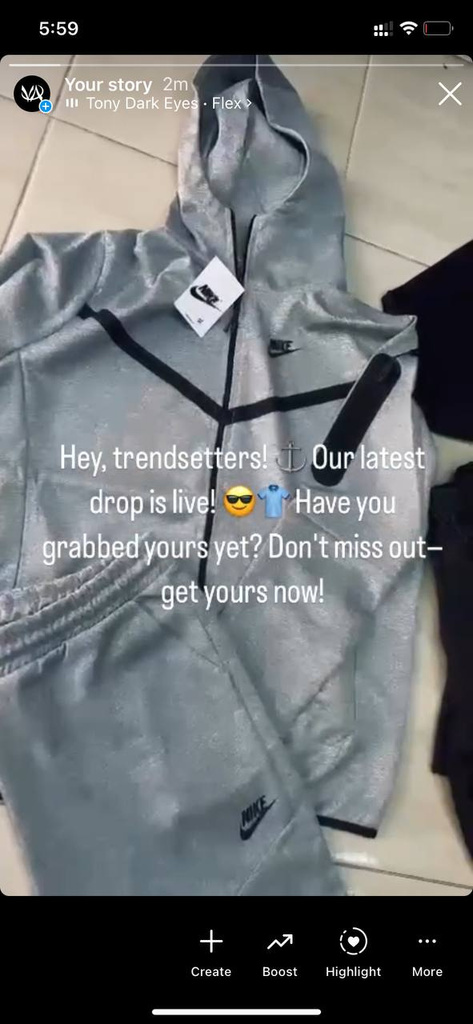 5:59
Your story 2m
Tony Dark Eyes · Flex >
NIKE
NIKE
Hey, trendsetters! ⚓ Our latest
drop is live! 😎👕 Have you
grabbed yours yet? Don't miss out–
get yours now!
NIKE
Create Boost Highlight More